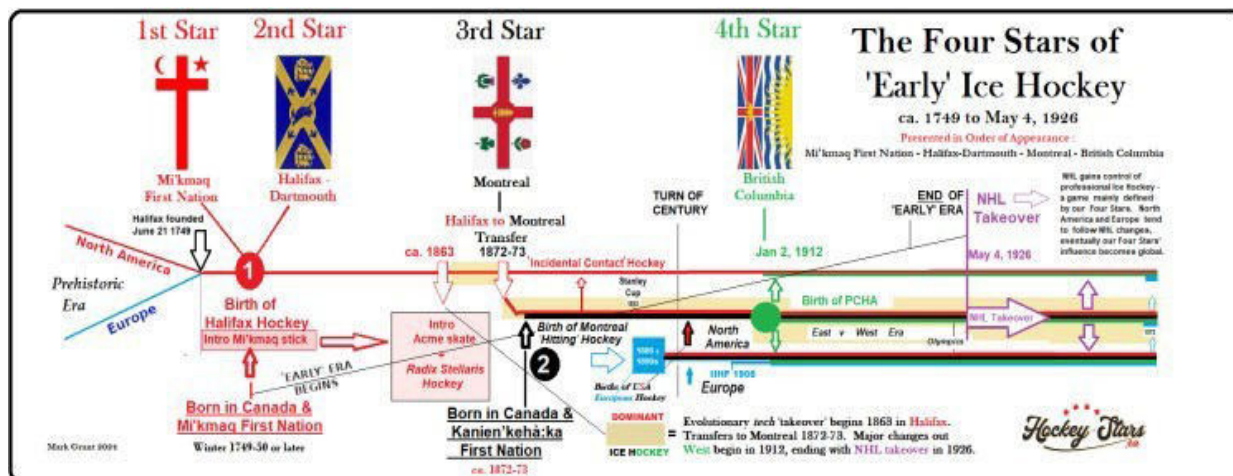 1st Star
2nd Star
3rd Star
4th Star
The Four Stars of
'Early' Ice Hockey
ca. 1749 to May 4, 1926
Presented in Order of Appearance :
Mi'kmaq First Nation - Halifax-Dartmouth - Montreal - British Columbia
Mi'kmaq
First Nation
Halifax -
Dartmouth
Montreal
British
Columbia
Halifax founded
June 21 1749
Halifax to Montreal
Transfer
1872-73
ca. 1863
TURN OF
CENTURY
END OF
'EARLY' ERA
NHL
Takeover
May 4, 1926
NHL gains control of
professional Ice Hockey -
a game mainly defined
by our Four Stars. North
America and Europe tend
to follow NHL changes,
eventually our Four Stars'
influence becomes global.
Jan 2, 1912
North America
Prehistoric
Era
Europe
1
'Incidental Contact' Hockey
Stanley
Cup
Birth of
Halifax Hockey
Intro Mi'kmaq stick
Intro
Acme skate
+
Radix Stellaris
Hockey
Birth of Montreal
'Hitting' Hockey
2
Birth of PCHA
East v West Era
Olympics
NHL Takeover
North
America
Europe
IIHF 1908
Births of USA
European Hockey
'EARLY' ERA
BEGINS
Born in Canada &
Mi'kmaq First Nation
Winter 1749-50 or later
Born in Canada &
Kanien'kehà:ka
First Nation
ca. 1872-73
DOMINANT
=
ICE HOCKEY
Evolutionary tech 'takeover' begins 1863 in Halifax.
Transfers to Montreal 1872-73. Major changes out
West begin in 1912, ending with NHL takeover in 1926.
Hockey Stars
Mark Grant